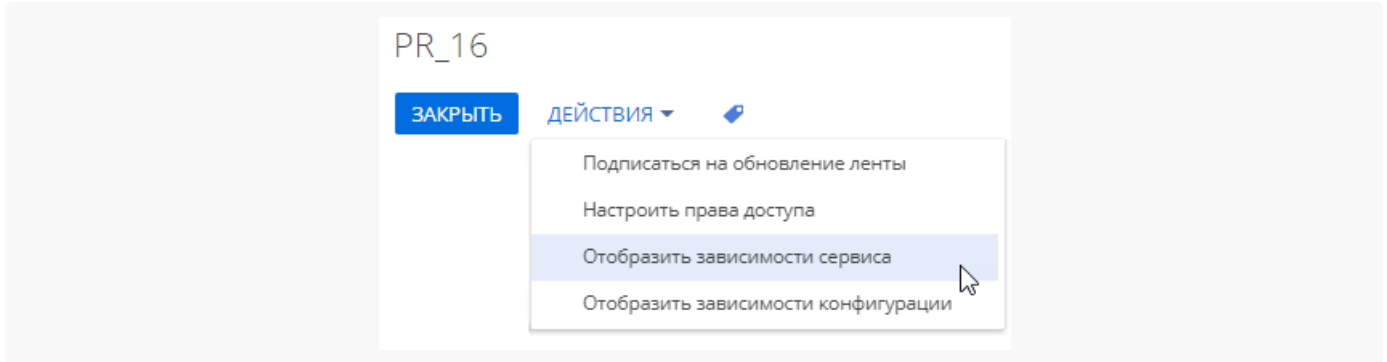 PR_16
ЗАКРЫТЬ ДЕЙСТВИЯ
Подписаться на обновление ленты
Настроить права доступа
Отобразить зависимости сервиса
Отобразить зависимости конфигурации